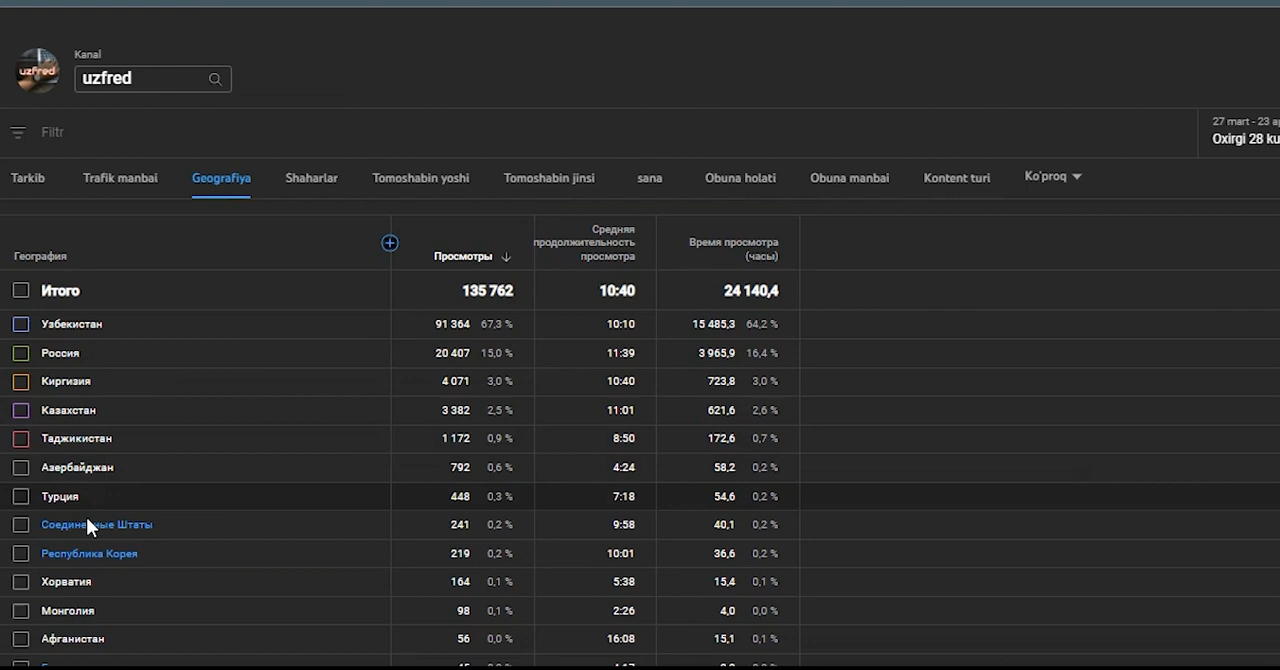 Kanal
uzfred
uzfred
Filtr
27 mart - 23
Oxirgi 28
Tarkib Trafik manbai Geografiya Shaharlar Tomoshabin yoshi Tomoshabin jinsi sana Obuna holati Obuna manbai Kontent turi Ko'proq
География Просмотры Средняя продолжительность просмотра Время просмотра (часы)
Итого 135 762 10:40 24 140,4
Узбекистан 91 364 67,3 % 10:10 15 485,3 64,2 %
Россия 20 407 15,0 % 11:39 3 965,9 16,4 %
Киргизия 4 071 3,0 % 10:40 723,8 3,0 %
Казахстан 3 382 2,5 % 11:01 621,6 2,6 %
Таджикистан 1 172 0,9 % 8:50 172,6 0,7 %
Азербайджан 792 0,6 % 4:24 58,2 0,2 %
Турция 448 0,3 % 7:18 54,6 0,2 %
Соединенные Штаты 241 0,2 % 9:58 40,1 0,2 %
Республика Корея 219 0,2 % 10:01 36,6 0,2 %
Хорватия 164 0,1 % 5:38 15,4 0,1 %
Монголия 98 0,1 % 2:26 4,0 0,0 %
Афганистан 56 0,0 % 16:08 15,1 0,1 %